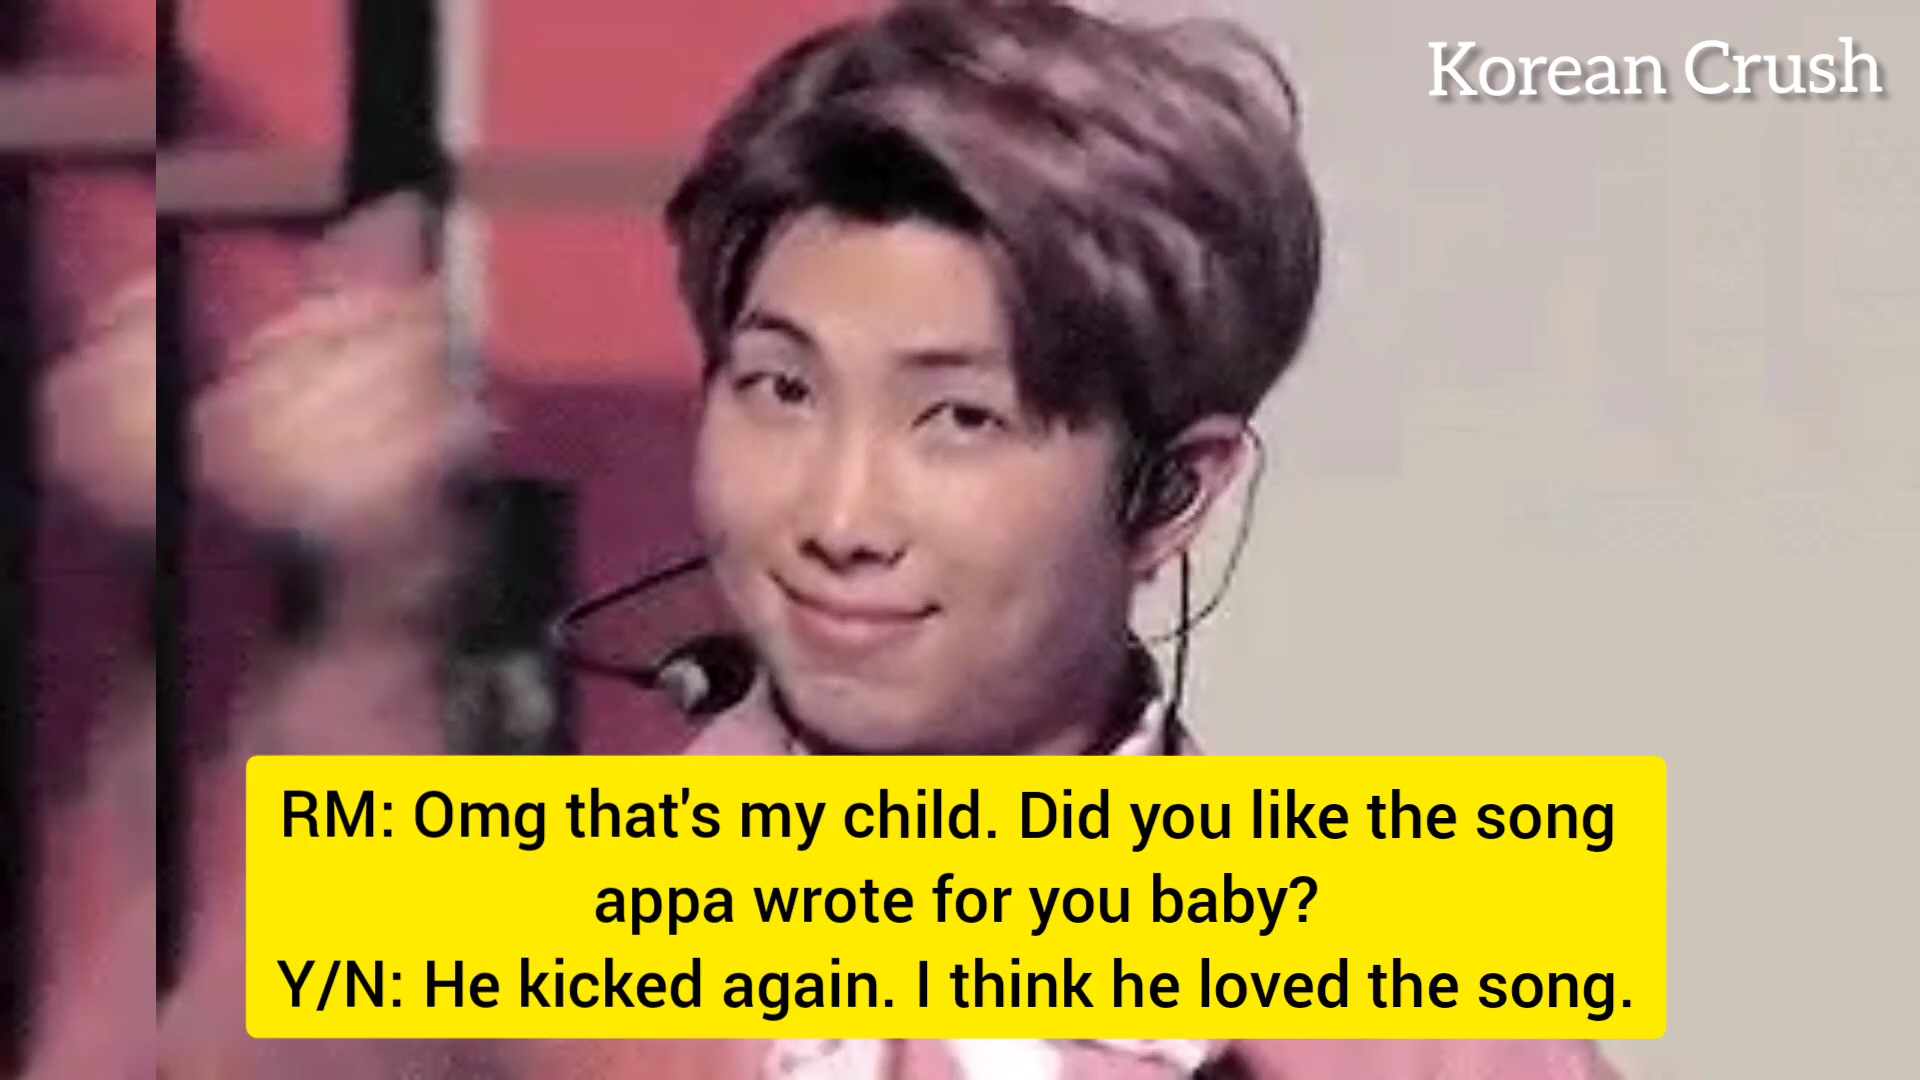 Korean Crush
RM: Omg that's my child. Did you like the song
appa wrote for you baby?
Y/N: He kicked again. I think he loved the song.